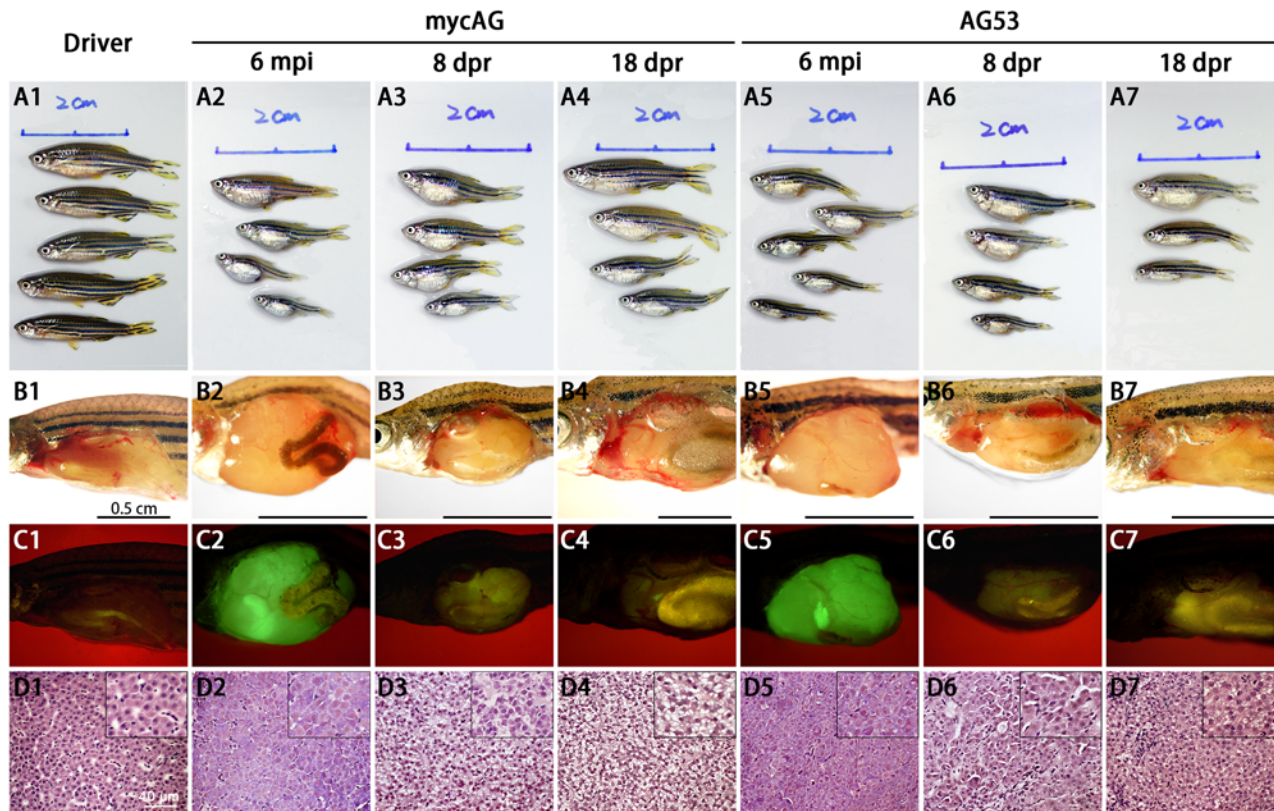 mycAG AG53
Driver 6 mpi 8 dpr 18 dpr 6 mpi 8 dpr 18 dpr
A1 A2 A3 A4 A5 A6 A7
2cm 2cm 2cm 2cm 2cm 2cm 2cm
B1 B2 B3 B4 B5 B6 B7
0.5 cm
C1 C2 C3 C4 C5 C6 C7
D1 D2 D3 D4 D5 D6 D7
40 µm